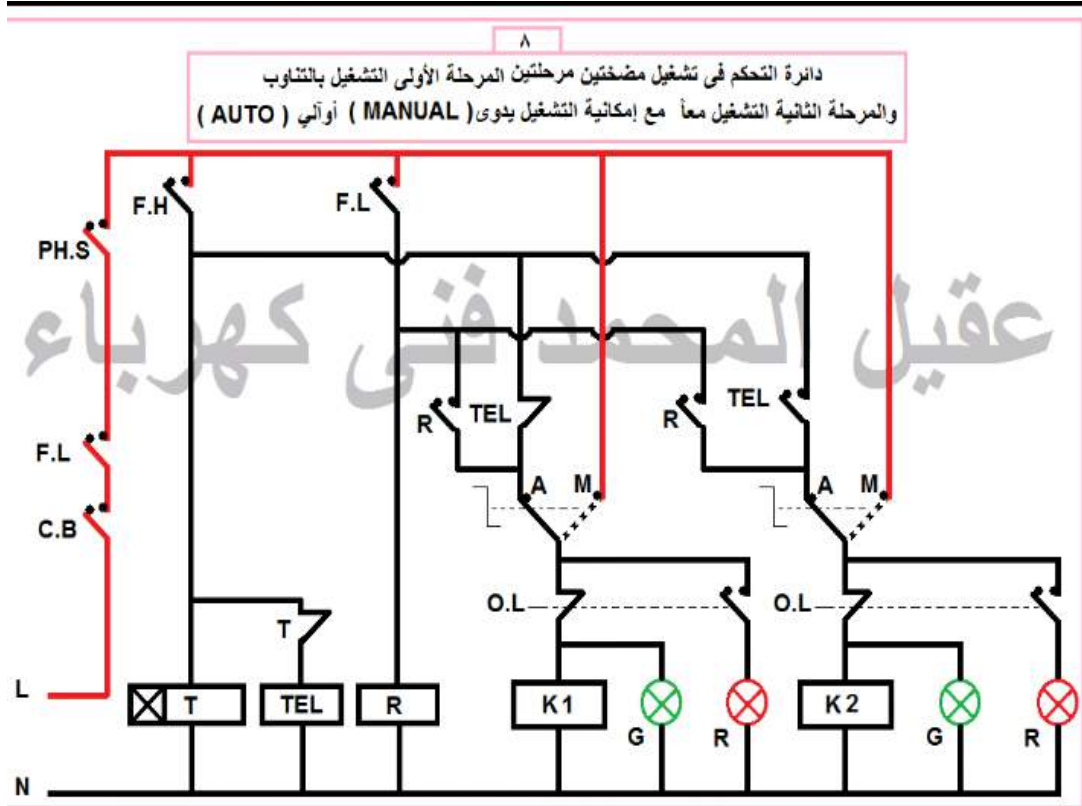 ٨
دائرة التحكم فى تشغيل مضختين مرحلتين المرحلة الأولى التشغيل بالتناوب
والمرحلة الثانية التشغيل معاً مع إمكانية التشغيل يدوى( MANUAL ) أوآلي ( AUTO )
F.H
F.L
PH.S
عقيل المحمد فنى كهرباء
R
TEL
R
TEL
F.L
A
M
A
M
C.B
O.L
O.L
T
L
T
TEL
R
K1
K2
G
R
G
R
N